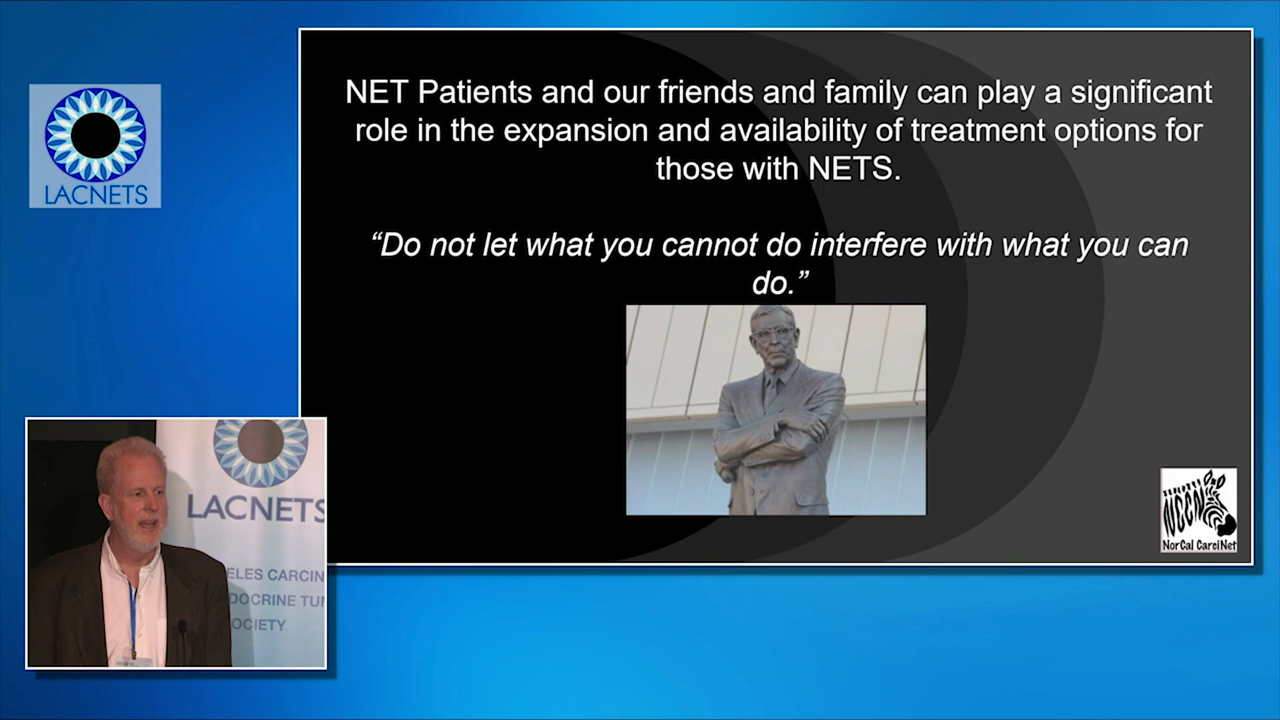 NET Patients and our friends and family can play a significant
role in the expansion and availability of treatment options for
those with NETS.
“Do not let what you cannot do interfere with what you can
do.”
LACNETS
LACNETS
ELES CARCIN
DOCRINE TU
OCIETY
NCCN
NorCal CarciNet